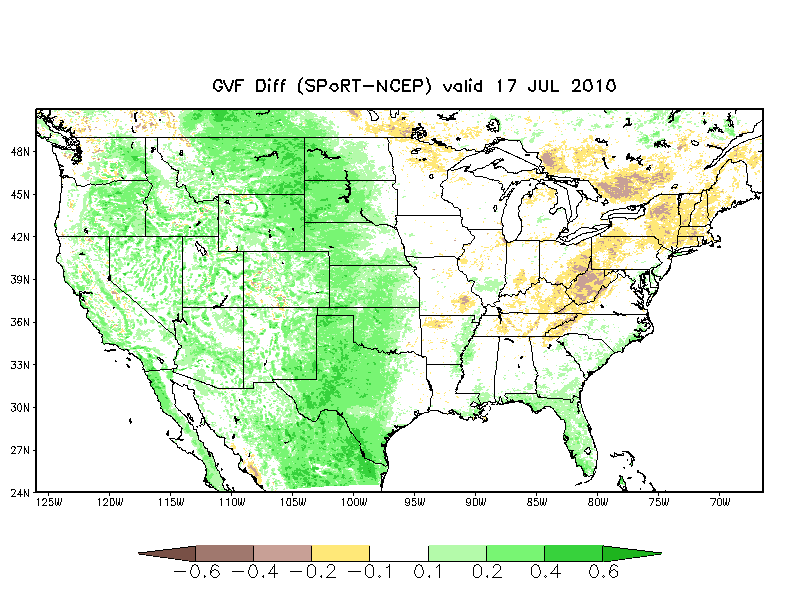 GVF Diff (SPoRT-NCEP) valid 17 JUL 2010
48N
45N
42N
39N
36N
33N
30N
27N
24N
125W 120W 115W 110W 105W 100W 95W 90W 85W 80W 75W 70W
-0.6 -0.4 -0.2 -0.1 0.1 0.2 0.4 0.6